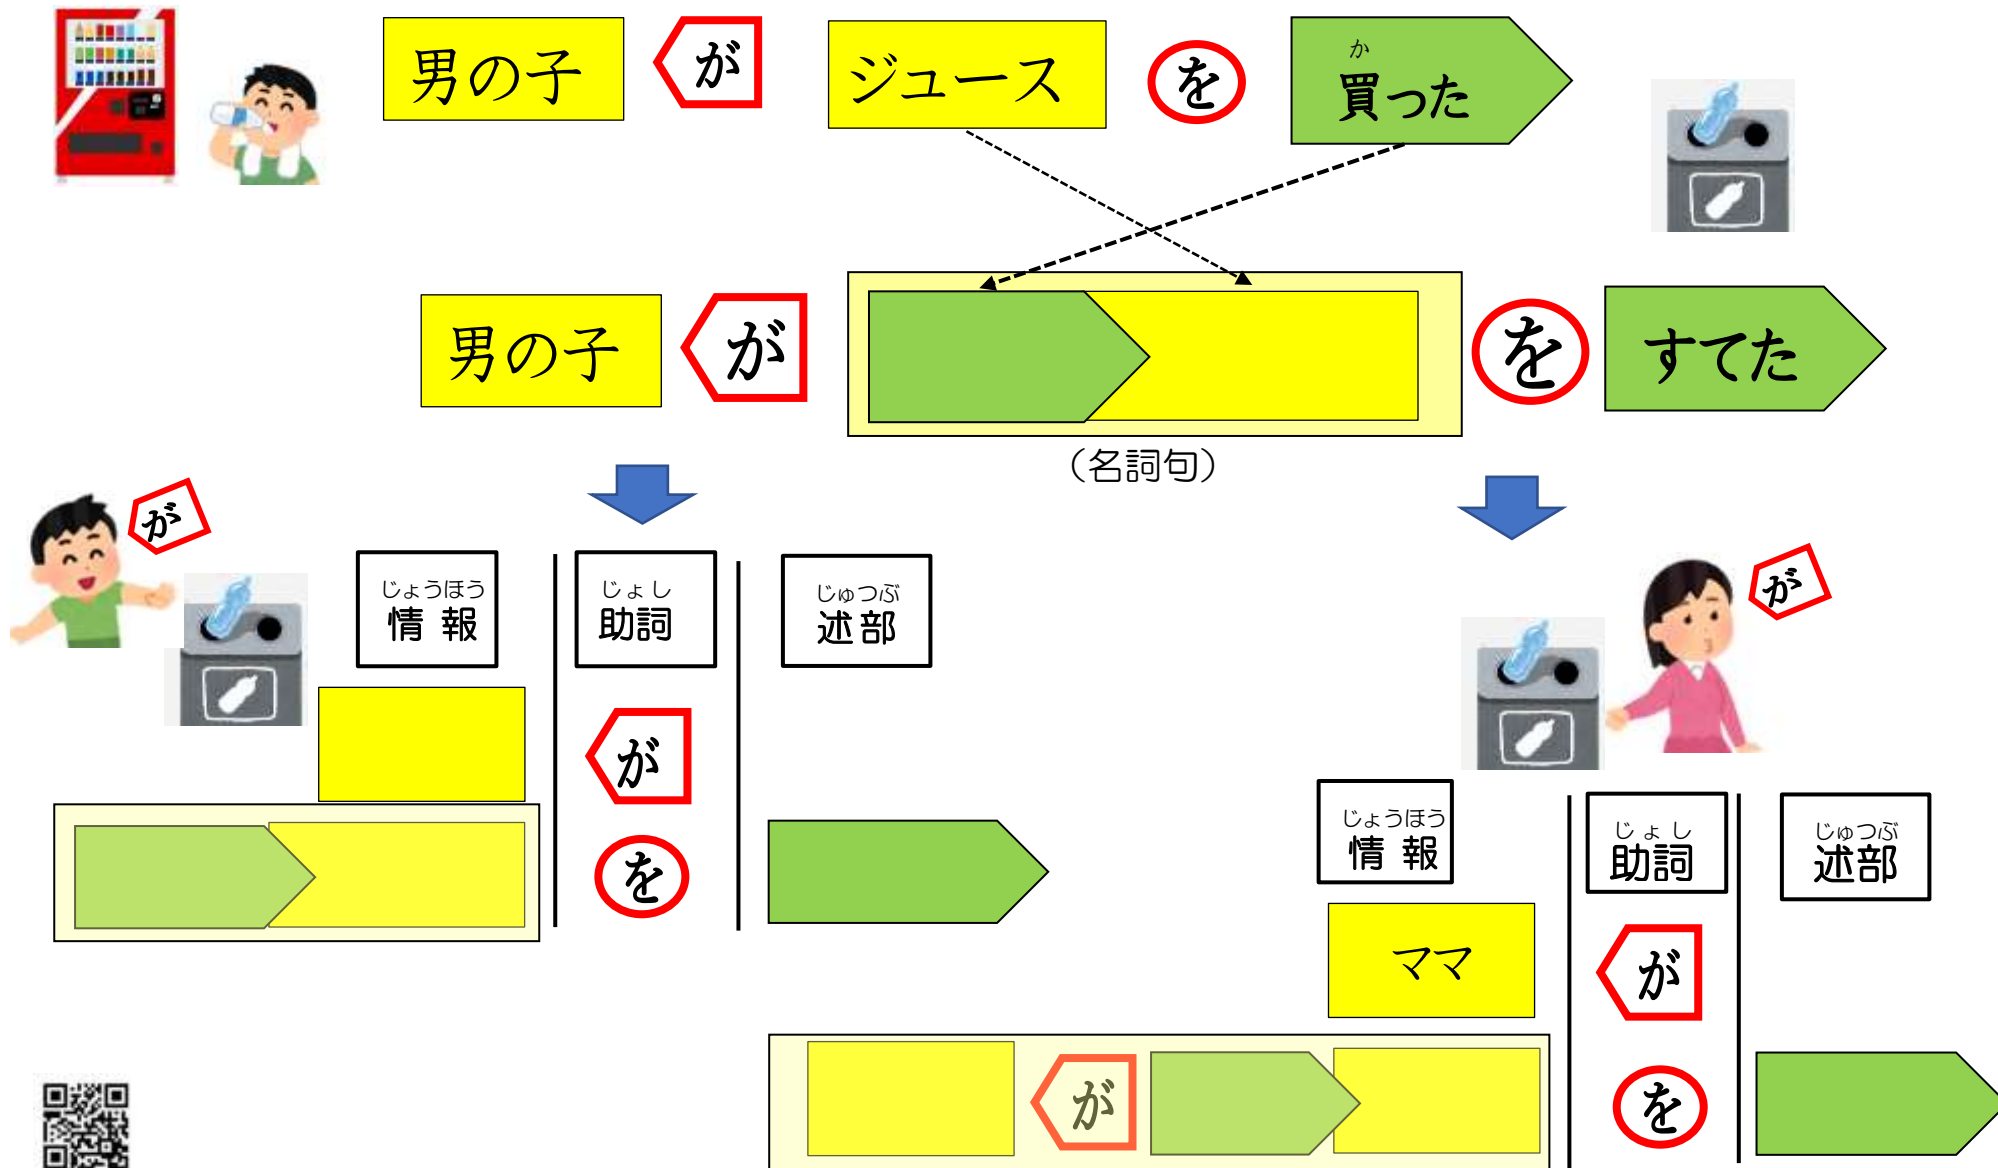 男の子 が ジュース を 買った
か
男の子 が を すてた
(名詞句)
が
じょうほう じょし じゅつぶ
情報 助詞 述部
が
を
が
じょうほう じょし じゅつぶ
情報 助詞 述部
ママ が
が を